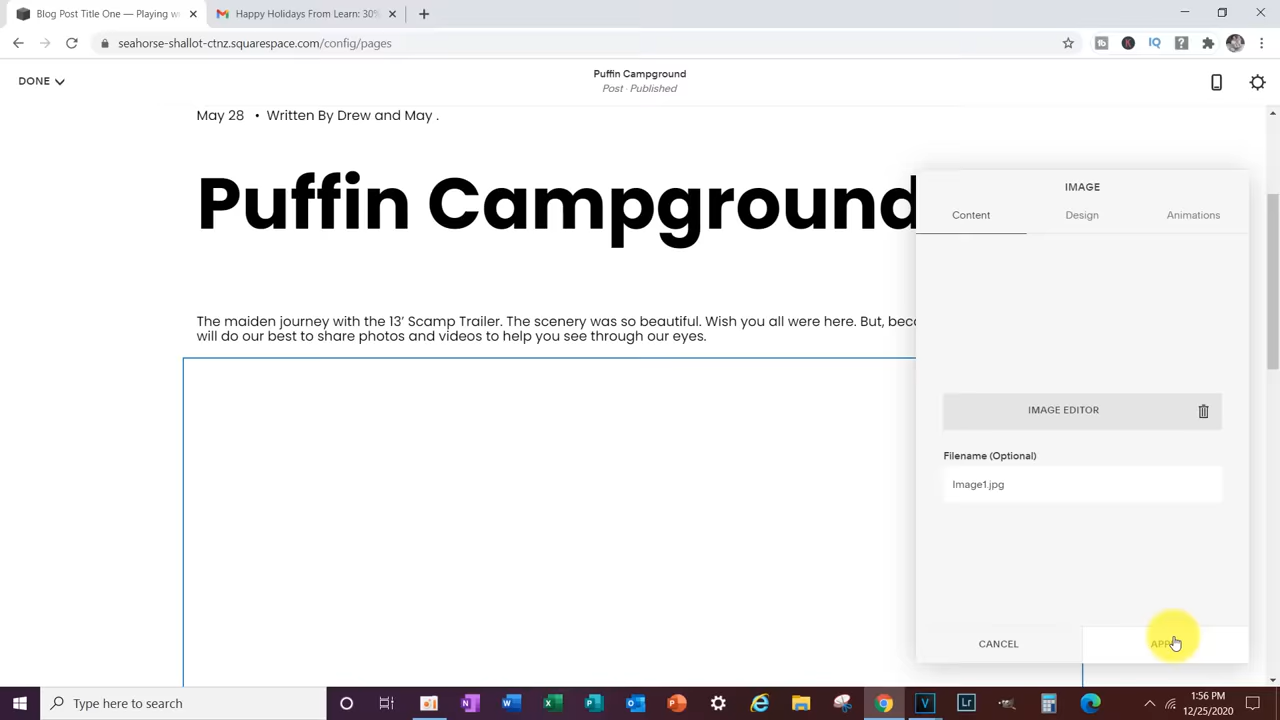 Blog Post Title One — Playing w
Happy Holidays From Learn: 30%
seahorse-shallot-ctnz.squarespace.com/config/pages
DONE
Puffin Campground
Post · Published
May 28 • Written By Drew and May .
Puffin Campground
IMAGE
Content Design Animations
The maiden journey with the 13' Scamp Trailer. The scenery was so beautiful. Wish you all were here. But,
will do our best to share photos and videos to help you see through our eyes.
IMAGE EDITOR
Filename (Optional)
Image1.jpg
CANCEL
Type here to search
1:56 PM
12/25/2020